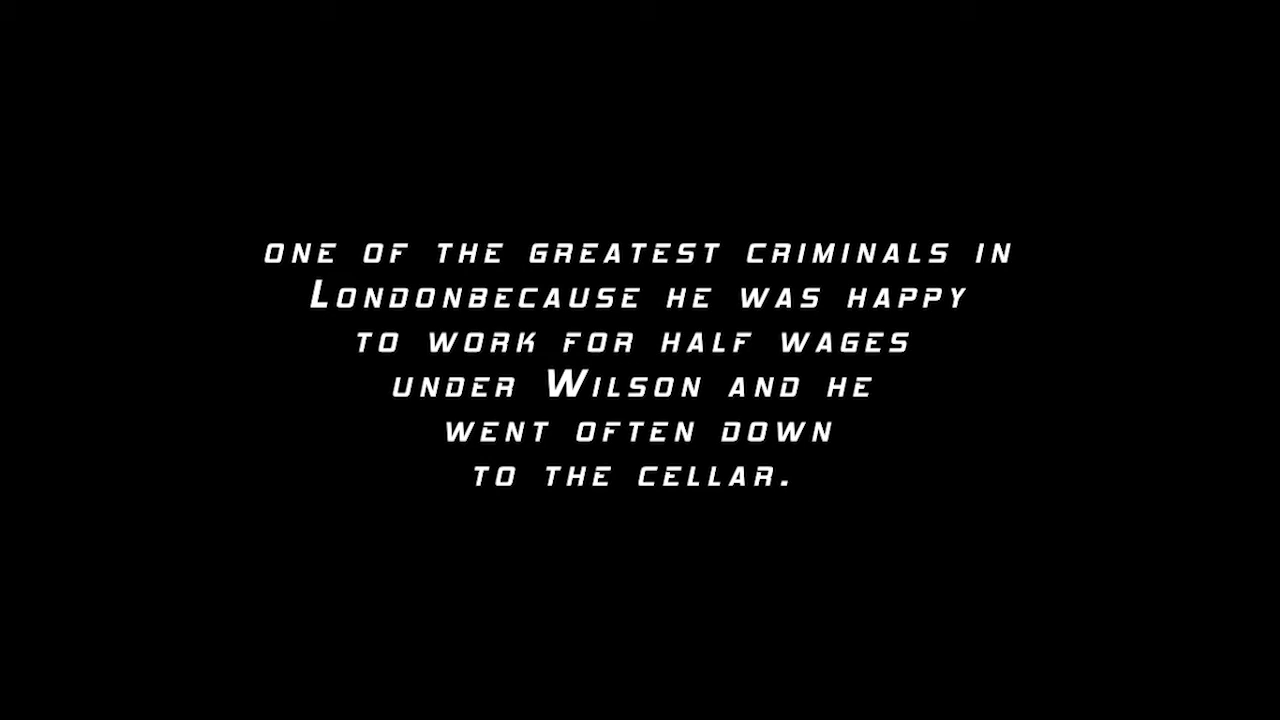 one of the greatest criminals in
Londonbecause he was happy
to work for half wages
under Wilson and he
went often down
to the cellar.